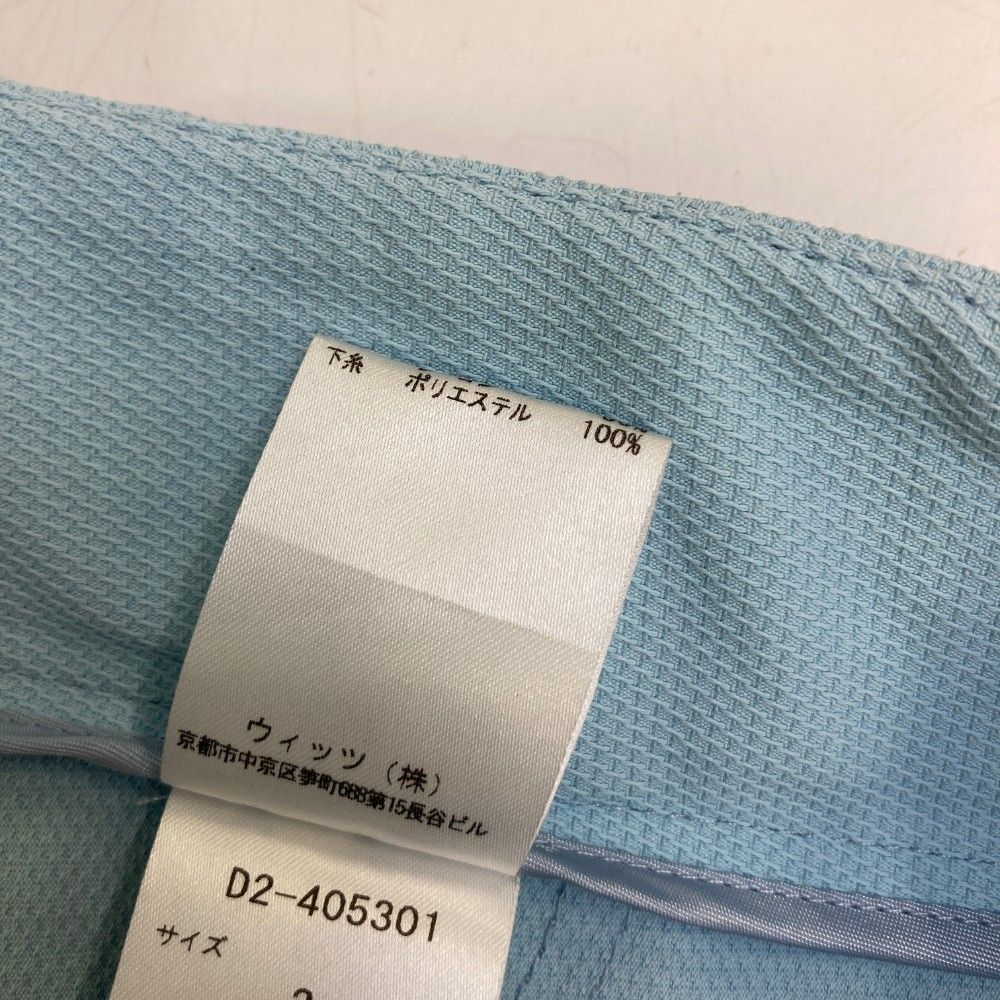 下糸 ポリエステル 100%
ウィッツ（株）
京都市中京区笋町688第15長谷ビル
D2-405301
サイズ